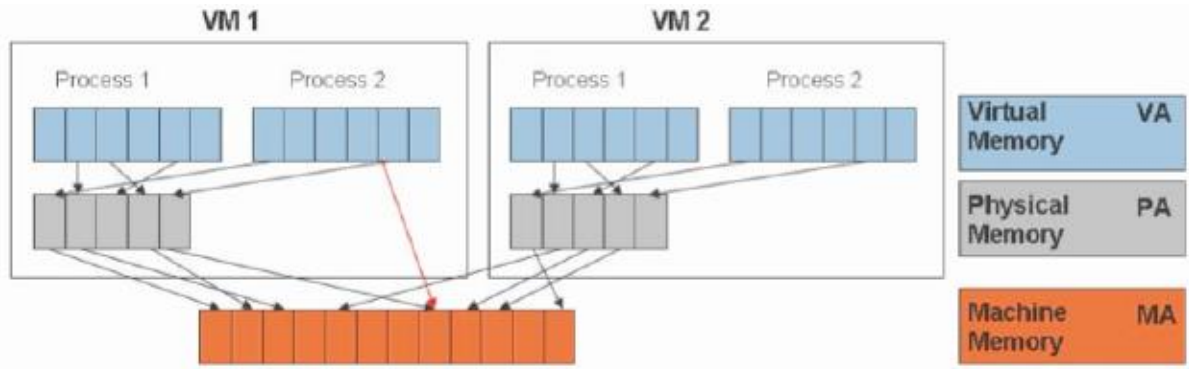 VM 1
VM 2
Process 1
Process 2
Process 1
Process 2
Virtual Memory VA
Physical Memory PA
Machine Memory MA